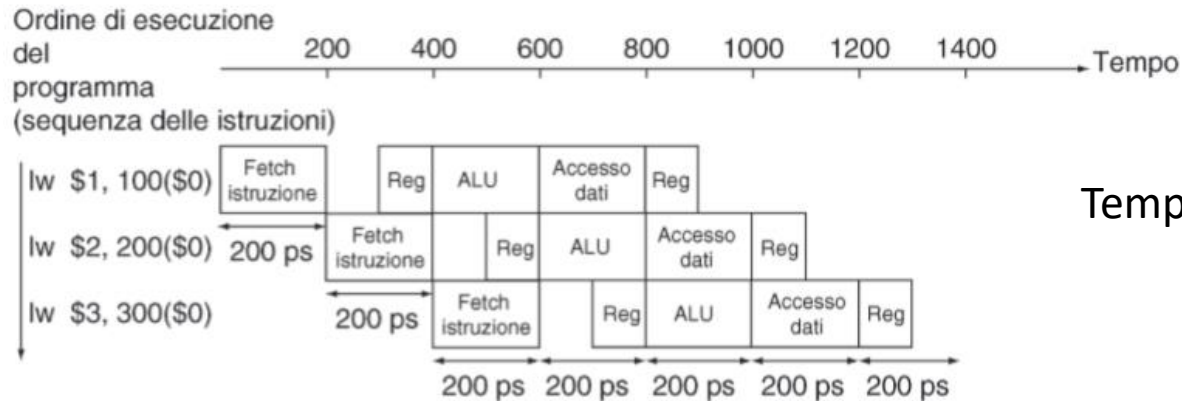 Ordine di esecuzione
del
programma
(sequenza delle istruzioni)
200 400 600 800 1000 1200 1400
Tempo
lw $1, 100($0)
Fetch
istruzione
Reg
ALU
Accesso
dati
Reg
Temp
lw $2, 200($0)
200 ps
Fetch
istruzione
Reg
ALU
Accesso
dati
Reg
lw $3, 300($0)
200 ps
Fetch
istruzione
Reg
ALU
Accesso
dati
Reg
200 ps 200 ps 200 ps 200 ps 200 ps